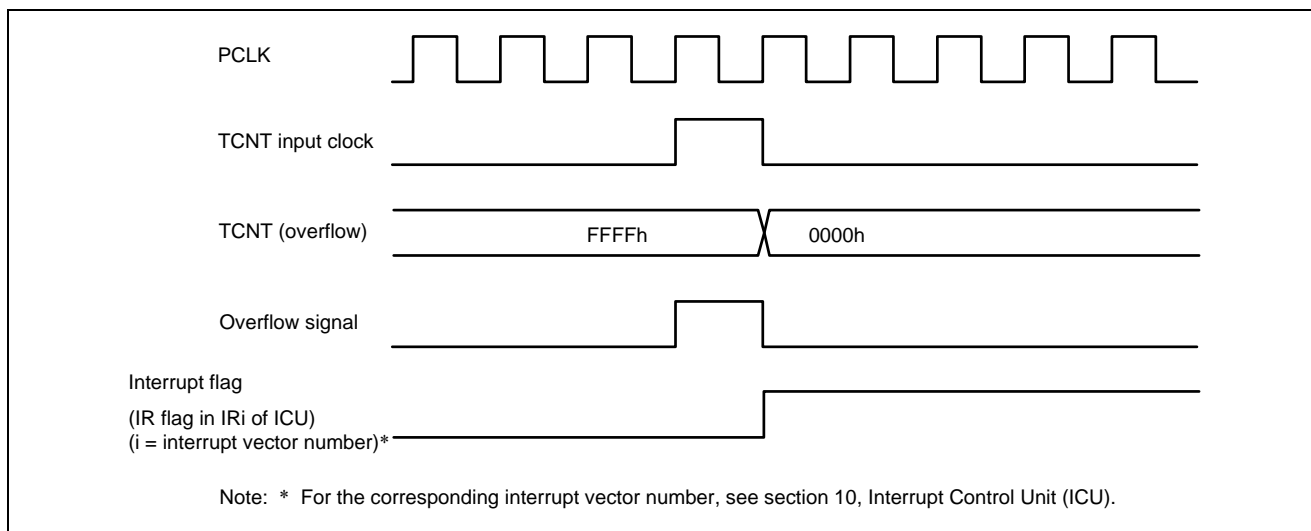 PCLK
TCNT input clock
TCNT (overflow)
FFFFh
0000h
Overflow signal
Interrupt flag
(IR flag in IRi of ICU)
(i = interrupt vector number)*
Note: * For the corresponding interrupt vector number, see section 10, Interrupt Control Unit (ICU).